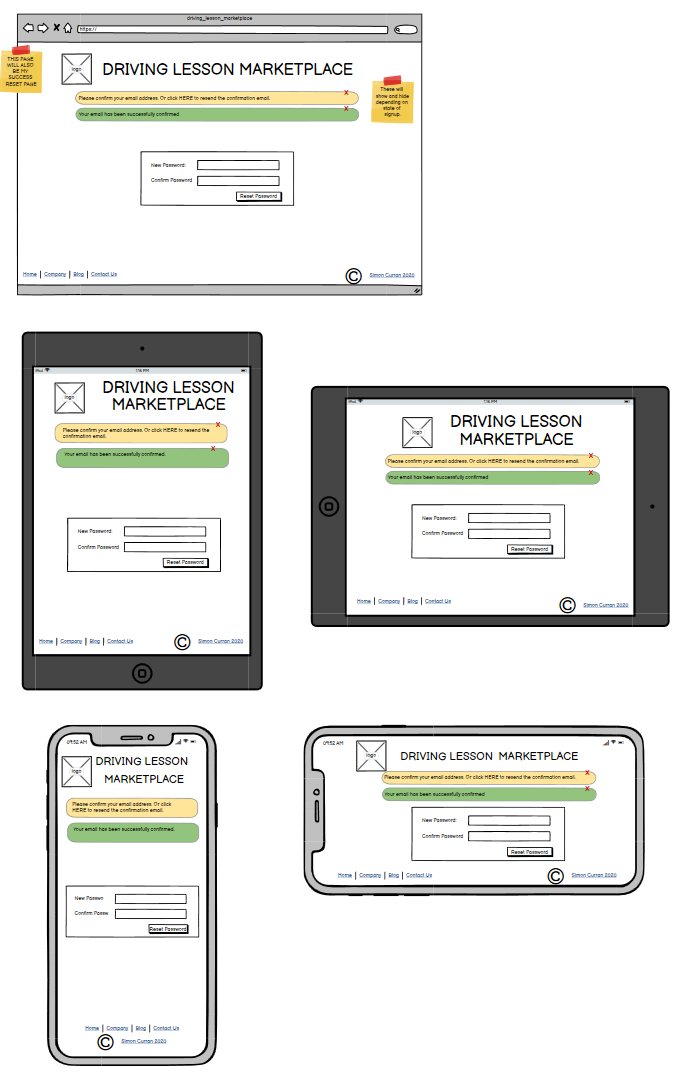 driving_lesson_marketplace
https://
THIS PAGE
WILL ALSO
BE MY
SUCCESS
RESET PAGE
logo
DRIVING LESSON MARKETPLACE
Please confirm your email address. Or click HERE to resend the confirmation email.
X
Your email has been successfully confirmed
X
These will
show and hide
depending on
state of
signup.
New Password:
Confirm Password
Reset Password
Home | Company | Blog | Contact Us
© Simon Curran 2020
iPad
1:16 PM
logo
DRIVING LESSON
MARKETPLACE
Please confirm your email address. Or click HERE to resend the
confirmation email.
X
Your email has been successfully confirmed.
X
New Password:
Confirm Password
Reset Password
Home | Company | Blog | Contact Us
© Simon Curran 2020
iPad
1:16 PM
logo
DRIVING LESSON
MARKETPLACE
Please confirm your email address. Or click HERE to resend the confirmation email.
X
Your email has been successfully confirmed
X
New Password:
Confirm Password
Reset Password
Home | Company | Blog | Contact Us
© Simon Curran 2020
09:52 AM
logo
DRIVING LESSON
MARKETPLACE
Please confirm your email address. Or click
HERE to resend the confirmation email.
Your email has been successfully confirmed.
New Passwo
Confirm Passw
Reset Password
Home | Company | Blog | Contact Us
© Simon Curran 2020
09:52 AM
logo
DRIVING LESSON MARKETPLACE
Please confirm your email address. Or click HERE to resend the confirmation email.
X
Your email has been successfully confirmed
X
New Password:
Confirm Password
Reset Password
Home | Company | Blog | Contact Us
© Simon Curran 2020